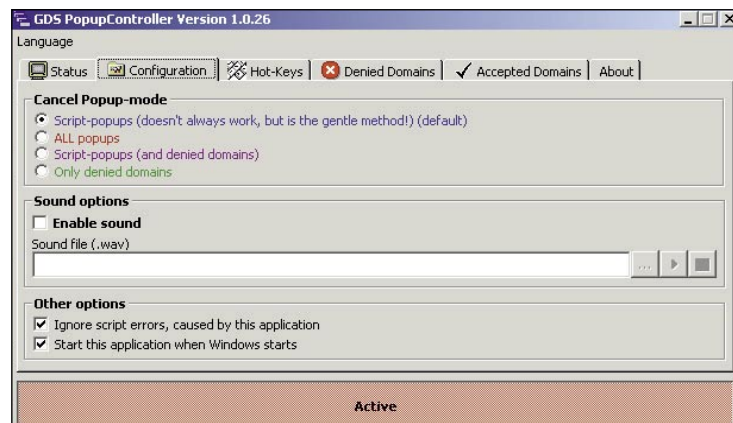 GDS PopupController Version 1.0.26
Language
Status Configuration Hot-Keys Denied Domains Accepted Domains About
Cancel Popup-mode
Script-popups (doesn't always work, but is the gentle method!) (default)
ALL popups
Script-popups (and denied domains)
Only denied domains
Sound options
Enable sound
Sound file (.wav)
...
Other options
Ignore script errors, caused by this application
Start this application when Windows starts
Active